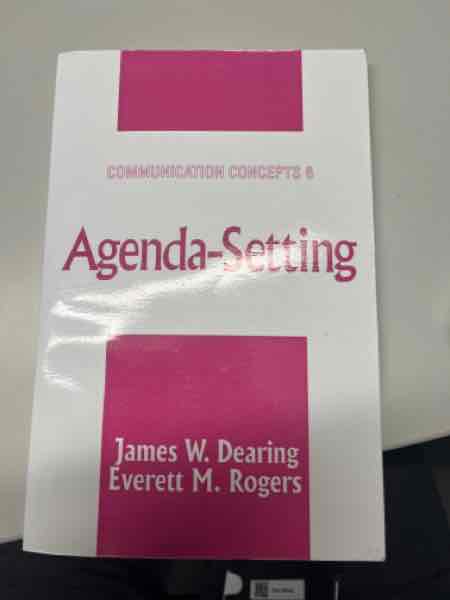 COMMUNICATION CONCEPTS 6
Agenda-Setting
James W. Dearing
Everett M. Rogers